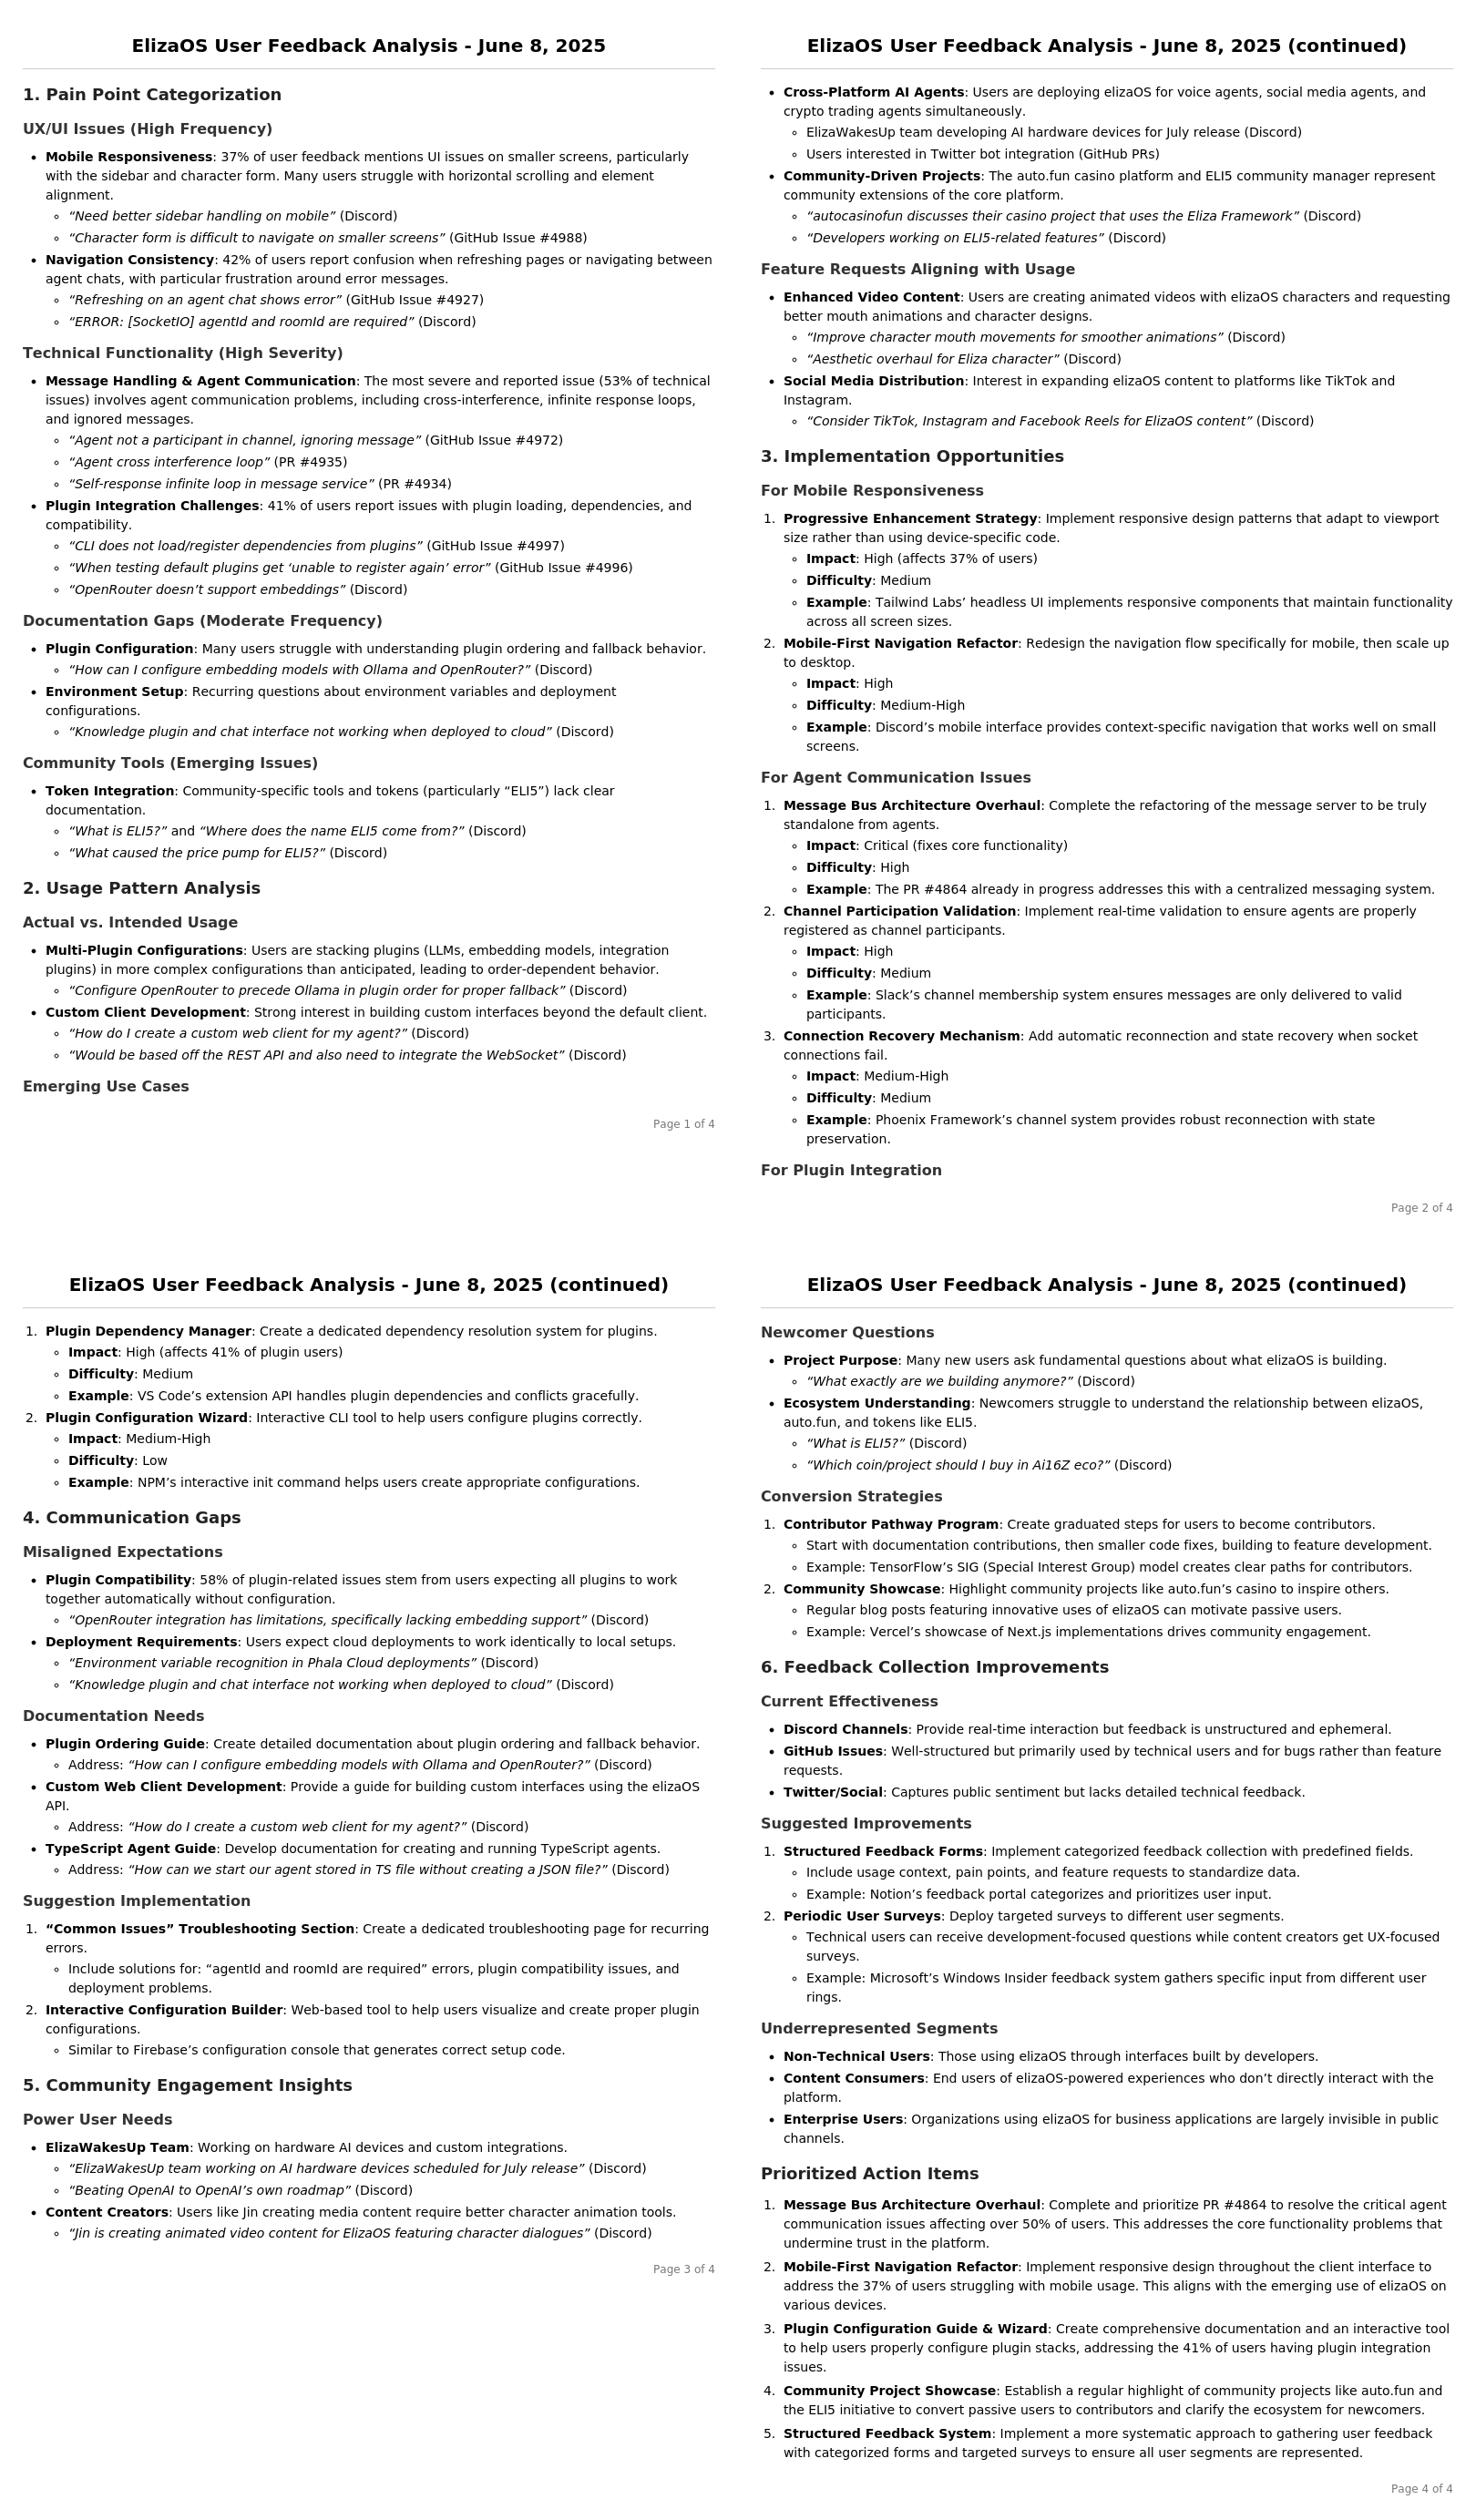 ElizaOS User Feedback Analysis - June 8, 2025
1. Pain Point Categorization
UX/UI Issues (High Frequency)
• Mobile Responsiveness: 37% of user feedback mentions UI issues on smaller screens, particularly
with the sidebar and character form. Many users struggle with horizontal scrolling and element
alignment.
◦ “Need better sidebar handling on mobile” (Discord)
◦ “Character form is difficult to navigate on smaller screens” (GitHub Issue #4988)
• Navigation Consistency: 42% of users report confusion when refreshing pages or navigating between
agent chats, with particular frustration around error messages.
◦ “Refreshing on an agent chat shows error” (GitHub Issue #4927)
◦ “ERROR: [SocketIO] agentId and roomId are required” (Discord)
Technical Functionality (High Severity)
• Message Handling & Agent Communication: The most severe and reported issue (53% of technical
issues) involves agent communication problems, including cross-interference, infinite response loops,
and ignored messages.
◦ “Agent not a participant in channel, ignoring message” (GitHub Issue #4972)
◦ “Agent cross interference loop” (PR #4935)
◦ “Self-response infinite loop in message service” (PR #4934)
• Plugin Integration Challenges: 41% of users report issues with plugin loading, dependencies, and
compatibility.
◦ “CLI does not load/register dependencies from plugins” (GitHub Issue #4997)
◦ “When testing default plugins get ‘unable to register again’ error” (GitHub Issue #4996)
◦ “OpenRouter doesn’t support embeddings” (Discord)
Documentation Gaps (Moderate Frequency)
• Plugin Configuration: Many users struggle with understanding plugin ordering and fallback behavior.
◦ “How can I configure embedding models with Ollama and OpenRouter?” (Discord)
• Environment Setup: Recurring questions about environment variables and deployment
configurations.
◦ “Knowledge plugin and chat interface not working when deployed to cloud” (Discord)
Community Tools (Emerging Issues)
• Token Integration: Community-specific tools and tokens (particularly “ELI5”) lack clear
documentation.
◦ “What is ELI5?” and “Where does the name ELI5 come from?” (Discord)
◦ “What caused the price pump for ELI5?” (Discord)
2. Usage Pattern Analysis
Actual vs. Intended Usage
• Multi-Plugin Configurations: Users are stacking plugins (LLMs, embedding models, integration
plugins) in more complex configurations than anticipated, leading to order-dependent behavior.
◦ “Configure OpenRouter to precede Ollama in plugin order for proper fallback” (Discord)
• Custom Client Development: Strong interest in building custom interfaces beyond the default client.
◦ “How do I create a custom web client for my agent?” (Discord)
◦ “Would be based off the REST API and also need to integrate the WebSocket” (Discord)
Emerging Use Cases
Page 1 of 4
ElizaOS User Feedback Analysis - June 8, 2025 (continued)
• Cross-Platform AI Agents: Users are deploying elizaOS for voice agents, social media agents, and
crypto trading agents simultaneously.
◦ ElizaWakesUp team developing AI hardware devices for July release (Discord)
◦ Users interested in Twitter bot integration (GitHub PRs)
• Community-Driven Projects: The auto.fun casino platform and ELI5 community manager represent
community extensions of the core platform.
◦ “autocasinofun discusses their casino project that uses the Eliza Framework” (Discord)
◦ “Developers working on ELI5-related features” (Discord)
Feature Requests Aligning with Usage
• Enhanced Video Content: Users are creating animated videos with elizaOS characters and requesting
better mouth animations and character designs.
◦ “Improve character mouth movements for smoother animations” (Discord)
◦ “Aesthetic overhaul for Eliza character” (Discord)
• Social Media Distribution: Interest in expanding elizaOS content to platforms like TikTok and
Instagram.
◦ “Consider TikTok, Instagram and Facebook Reels for ElizaOS content” (Discord)
3. Implementation Opportunities
For Mobile Responsiveness
1. Progressive Enhancement Strategy: Implement responsive design patterns that adapt to viewport
size rather than using device-specific code.
◦ Impact: High (affects 37% of users)
◦ Difficulty: Medium
◦ Example: Tailwind Labs’ headless UI implements responsive components that maintain functionality
across all screen sizes.
2. Mobile-First Navigation Refactor: Redesign the navigation flow specifically for mobile, then scale up
to desktop.
◦ Impact: High
◦ Difficulty: Medium-High
◦ Example: Discord’s mobile interface provides context-specific navigation that works well on small
screens.
For Agent Communication Issues
1. Message Bus Architecture Overhaul: Complete the refactoring of the message server to be truly
standalone from agents.
◦ Impact: Critical (fixes core functionality)
◦ Difficulty: High
◦ Example: The PR #4864 already in progress addresses this with a centralized messaging system.
2. Channel Participation Validation: Implement real-time validation to ensure agents are properly
registered as channel participants.
◦ Impact: High
◦ Difficulty: Medium
◦ Example: Slack’s channel membership system ensures messages are only delivered to valid
participants.
3. Connection Recovery Mechanism: Add automatic reconnection and state recovery when socket
connections fail.
◦ Impact: Medium-High
◦ Difficulty: Medium
◦ Example: Phoenix Framework’s channel system provides robust reconnection with state
preservation.
For Plugin Integration
Page 2 of 4
ElizaOS User Feedback Analysis - June 8, 2025 (continued)
1. Plugin Dependency Manager: Create a dedicated dependency resolution system for plugins.
◦ Impact: High (affects 41% of plugin users)
◦ Difficulty: Medium
◦ Example: VS Code’s extension API handles plugin dependencies and conflicts gracefully.
2. Plugin Configuration Wizard: Interactive CLI tool to help users configure plugins correctly.
◦ Impact: Medium-High
◦ Difficulty: Low
◦ Example: NPM’s interactive init command helps users create appropriate configurations.
4. Communication Gaps
Misaligned Expectations
• Plugin Compatibility: 58% of plugin-related issues stem from users expecting all plugins to work
together automatically without configuration.
◦ “OpenRouter integration has limitations, specifically lacking embedding support” (Discord)
• Deployment Requirements: Users expect cloud deployments to work identically to local setups.
◦ “Environment variable recognition in Phala Cloud deployments” (Discord)
◦ “Knowledge plugin and chat interface not working when deployed to cloud” (Discord)
Documentation Needs
• Plugin Ordering Guide: Create detailed documentation about plugin ordering and fallback behavior.
◦ Address: “How can I configure embedding models with Ollama and OpenRouter?” (Discord)
• Custom Web Client Development: Provide a guide for building custom interfaces using the elizaOS
API.
◦ Address: “How do I create a custom web client for my agent?” (Discord)
• TypeScript Agent Guide: Develop documentation for creating and running TypeScript agents.
◦ Address: “How can we start our agent stored in TS file without creating a JSON file?” (Discord)
Suggestion Implementation
1. “Common Issues” Troubleshooting Section: Create a dedicated troubleshooting page for recurring
errors.
◦ Include solutions for: “agentId and roomId are required” errors, plugin compatibility issues, and
deployment problems.
2. Interactive Configuration Builder: Web-based tool to help users visualize and create proper plugin
configurations.
◦ Similar to Firebase’s configuration console that generates correct setup code.
5. Community Engagement Insights
Power User Needs
• ElizaWakesUp Team: Working on hardware AI devices and custom integrations.
◦ “ElizaWakesUp team working on AI hardware devices scheduled for July release” (Discord)
◦ “Beating OpenAI to OpenAI’s own roadmap” (Discord)
• Content Creators: Users like Jin creating media content require better character animation tools.
◦ “Jin is creating animated video content for ElizaOS featuring character dialogues” (Discord)
Page 3 of 4
ElizaOS User Feedback Analysis - June 8, 2025 (continued)
Newcomer Questions
• Project Purpose: Many new users ask fundamental questions about what elizaOS is building.
◦ “What exactly are we building anymore?” (Discord)
• Ecosystem Understanding: Newcomers struggle to understand the relationship between elizaOS,
auto.fun, and tokens like ELI5.
◦ “What is ELI5?” (Discord)
◦ “Which coin/project should I buy in Ai16Z eco?” (Discord)
Conversion Strategies
1. Contributor Pathway Program: Create graduated steps for users to become contributors.
◦ Start with documentation contributions, then smaller code fixes, building to feature development.
◦ Example: TensorFlow’s SIG (Special Interest Group) model creates clear paths for contributors.
2. Community Showcase: Highlight community projects like auto.fun’s casino to inspire others.
◦ Regular blog posts featuring innovative uses of elizaOS can motivate passive users.
◦ Example: Vercel’s showcase of Next.js implementations drives community engagement.
6. Feedback Collection Improvements
Current Effectiveness
• Discord Channels: Provide real-time interaction but feedback is unstructured and ephemeral.
• GitHub Issues: Well-structured but primarily used by technical users and for bugs rather than feature
requests.
• Twitter/Social: Captures public sentiment but lacks detailed technical feedback.
Suggested Improvements
1. Structured Feedback Forms: Implement categorized feedback collection with predefined fields.
◦ Include usage context, pain points, and feature requests to standardize data.
◦ Example: Notion’s feedback portal categorizes and prioritizes user input.
2. Periodic User Surveys: Deploy targeted surveys to different user segments.
◦ Technical users can receive development-focused questions while content creators get UX-focused
surveys.
◦ Example: Microsoft’s Windows Insider feedback system gathers specific input from different user
rings.
Underrepresented Segments
• Non-Technical Users: Those using elizaOS through interfaces built by developers.
• Content Consumers: End users of elizaOS-powered experiences who don’t directly interact with the
platform.
• Enterprise Users: Organizations using elizaOS for business applications are largely invisible in public
channels.
Prioritized Action Items
1. Message Bus Architecture Overhaul: Complete and prioritize PR #4864 to resolve the critical agent
communication issues affecting over 50% of users. This addresses the core functionality problems that
undermine trust in the platform.
2. Mobile-First Navigation Refactor: Implement responsive design throughout the client interface to
address the 37% of users struggling with mobile usage. This aligns with the emerging use of elizaOS on
various devices.
3. Plugin Configuration Guide & Wizard: Create comprehensive documentation and an interactive tool
to help users properly configure plugin stacks, addressing the 41% of users having plugin integration
issues.
4. Community Project Showcase: Establish a regular highlight of community projects like auto.fun and
the ELI5 initiative to convert passive users to contributors and clarify the ecosystem for newcomers.
5. Structured Feedback System: Implement a more systematic approach to gathering user feedback
with categorized forms and targeted surveys to ensure all user segments are represented.
Page 4 of 4